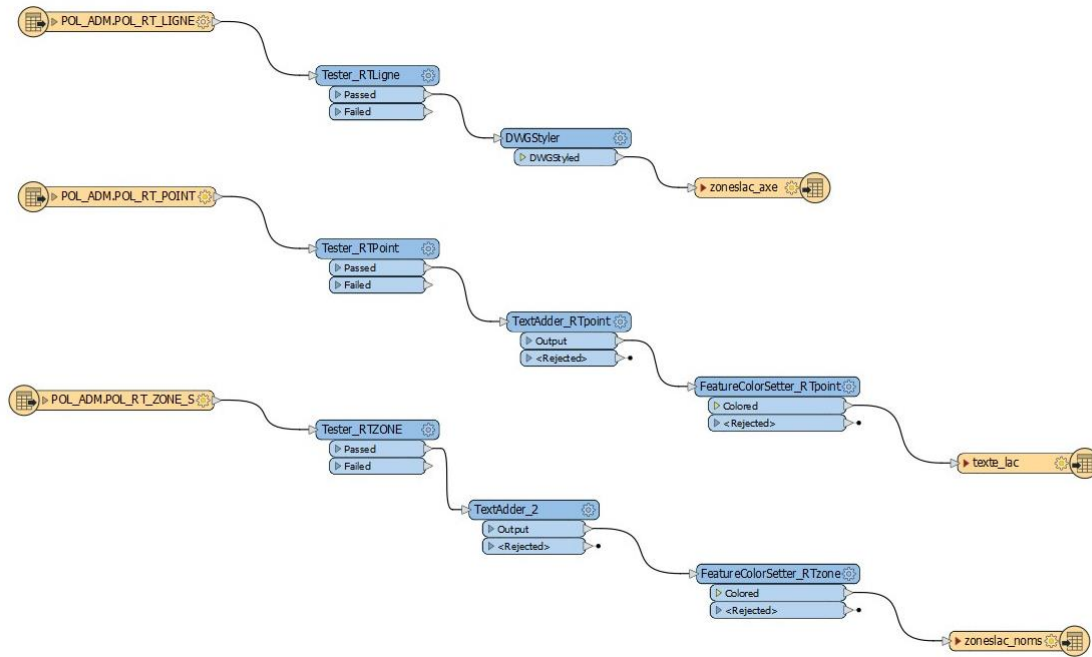 POL_ADM.POL_RT_LIGNE
Tester_RTLigne
Passed
Failed
DWGStyler
DWGStyled
zoneslac_axe
POL_ADM.POL_RT_POINT
Tester_RTPoint
Passed
Failed
TextAdder_RTpoint
Output
<Rejected>
FeatureColorSetter_RTpoint
Colored
<Rejected>
texte_lac
POL_ADM.POL_RT_ZONE_S
Tester_RTZONE
Passed
Failed
TextAdder_2
Output
<Rejected>
FeatureColorSetter_RTzone
Colored
<Rejected>
zoneslac_noms